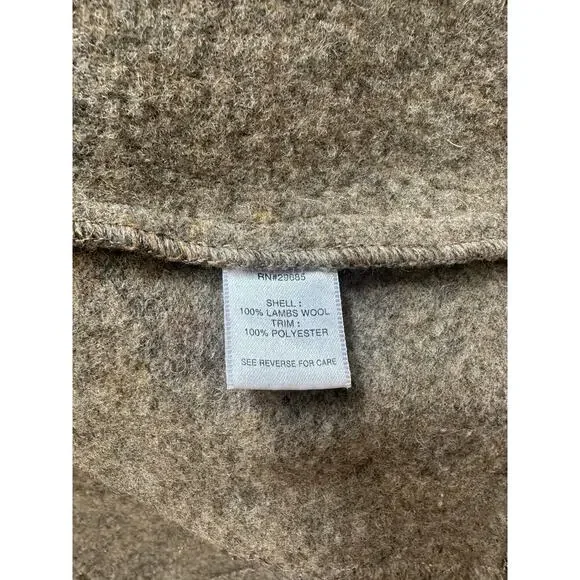 RN#29685
SHELL :
100% LAMBS WOOL
TRIM :
100% POLYESTER
SEE REVERSE FOR CARE